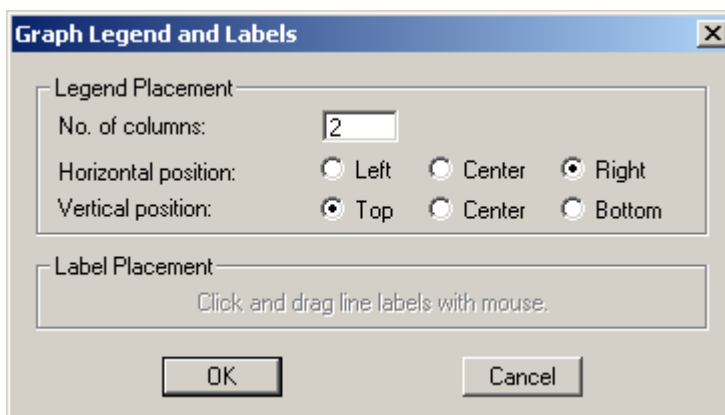 Graph Legend and Labels
Legend Placement
No. of columns: 2
Horizontal position: Left Center Right
Vertical position: Top Center Bottom
Label Placement
Click and drag line labels with mouse.
OK Cancel